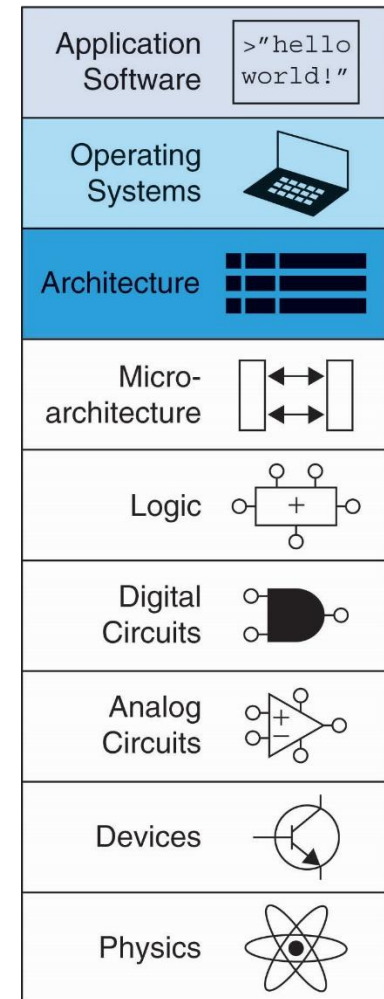 Application
Software
>"hello
world!"
Operating
Systems
Architecture
Micro-
architecture
Logic
+
Digital
Circuits
Analog
Circuits
+
−
Devices
Physics